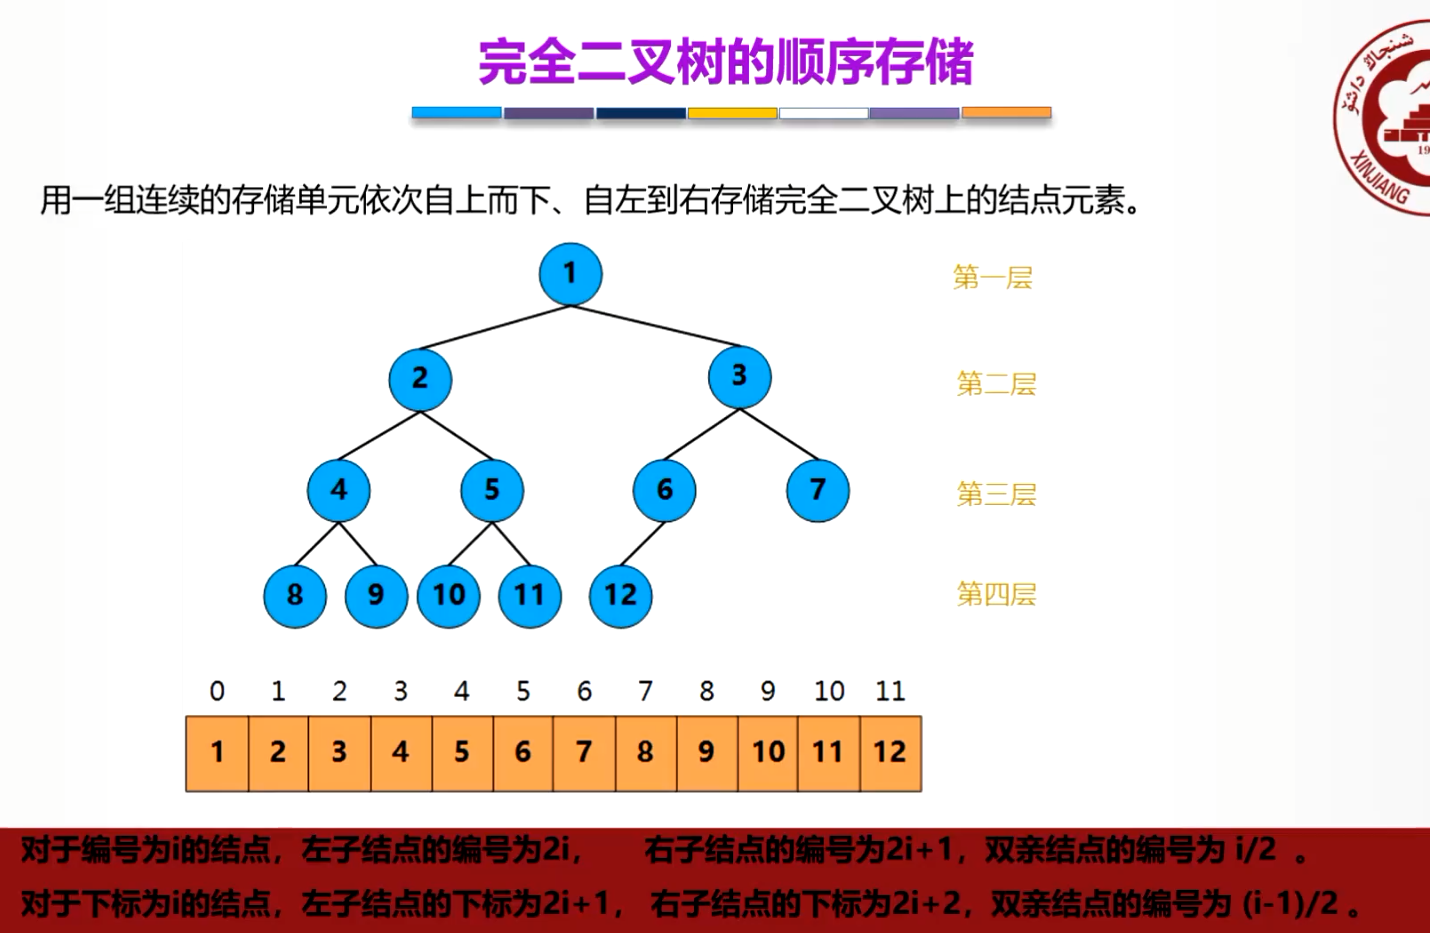 完全二叉树的顺序存储
شىنجاڭ داشۆ
XINJIANG
19
用一组连续的存储单元依次自上而下、自左到右存储完全二叉树上的结点元素。
1
第一层
2
3
第二层
4
5
6
7
第三层
8
9
10
11
12
第四层
0 1 2 3 4 5 6 7 8 9 10 11
1 2 3 4 5 6 7 8 9 10 11 12
对于编号为i的结点，左子结点的编号为2i， 右子结点的编号为2i+1，双亲结点的编号为 i/2 。
对于下标为i的结点，左子结点的下标为2i+1， 右子结点的下标为2i+2，双亲结点的编号为 (i-1)/2 。